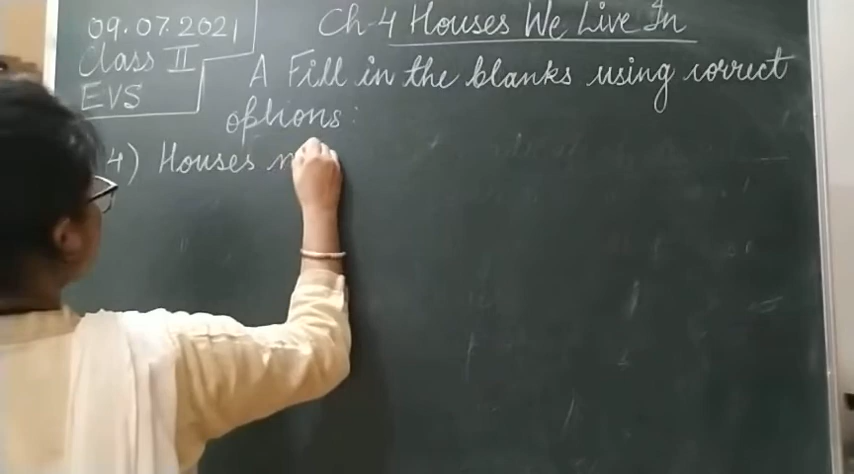 09.07.2021
Ch-4 Houses We Live In
Class II
EVS
A Fill in the blanks using correct
options:
4) Houses